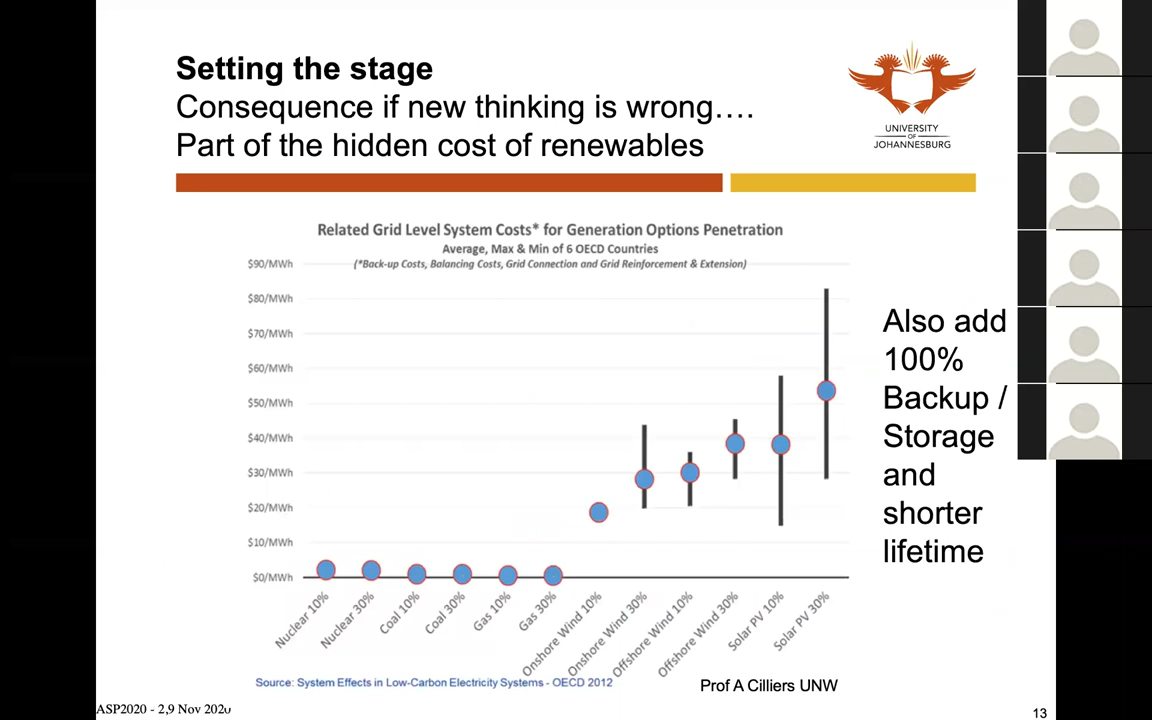 Setting the stage
Consequence if new thinking is wrong….
Part of the hidden cost of renewables
UNIVERSITY
OF
JOHANNESBURG
Related Grid Level System Costs* for Generation Options Penetration
Average, Max & Min of 6 OECD Countries
(*Back-up Costs, Balancing Costs, Grid Connection and Grid Reinforcement & Extension)
$90/MWh
$80/MWh
$70/MWh
$60/MWh
$50/MWh
$40/MWh
$30/MWh
$20/MWh
$10/MWh
$0/MWh
Nuclear 10%
Nuclear 30%
Coal 10%
Coal 30%
Gas 10%
Gas 30%
Onshore Wind 10%
Onshore Wind 30%
Offshore Wind 10%
Offshore Wind 30%
Solar PV 10%
Solar PV 30%
Also add
100%
Backup /
Storage
and
shorter
lifetime
Source: System Effects in Low-Carbon Electricity Systems - OECD 2012
Prof A Cilliers UNW
ASP2020 - 2,9 Nov 2020
13